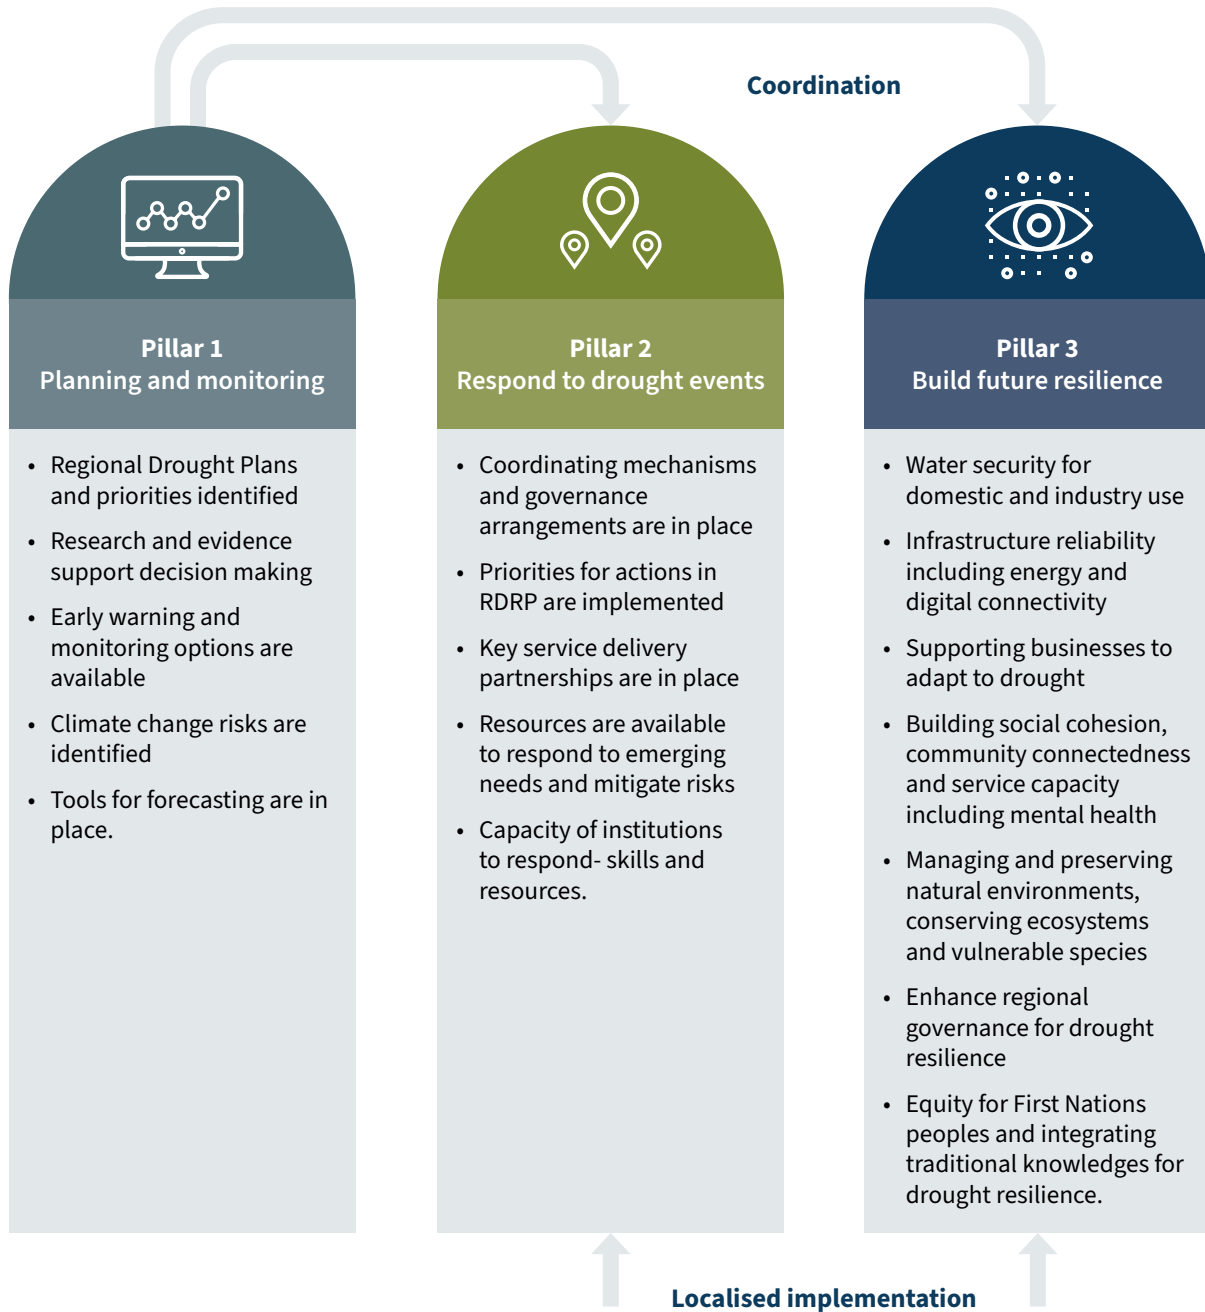 Coordination
Pillar 1
Planning and monitoring
• Regional Drought Plans
and priorities identified
• Research and evidence
support decision making
• Early warning and
monitoring options are
available
• Climate change risks are
identified
• Tools for forecasting are in
place.
Pillar 2
Respond to drought events
• Coordinating mechanisms
and governance
arrangements are in place
• Priorities for actions in
RDRP are implemented
• Key service delivery
partnerships are in place
• Resources are available
to respond to emerging
needs and mitigate risks
• Capacity of institutions
to respond- skills and
resources.
Pillar 3
Build future resilience
• Water security for
domestic and industry use
• Infrastructure reliability
including energy and
digital connectivity
• Supporting businesses to
adapt to drought
• Building social cohesion,
community connectedness
and service capacity
including mental health
• Managing and preserving
natural environments,
conserving ecosystems
and vulnerable species
• Enhance regional
governance for drought
resilience
• Equity for First Nations
peoples and integrating
traditional knowledges for
drought resilience.
Localised implementation